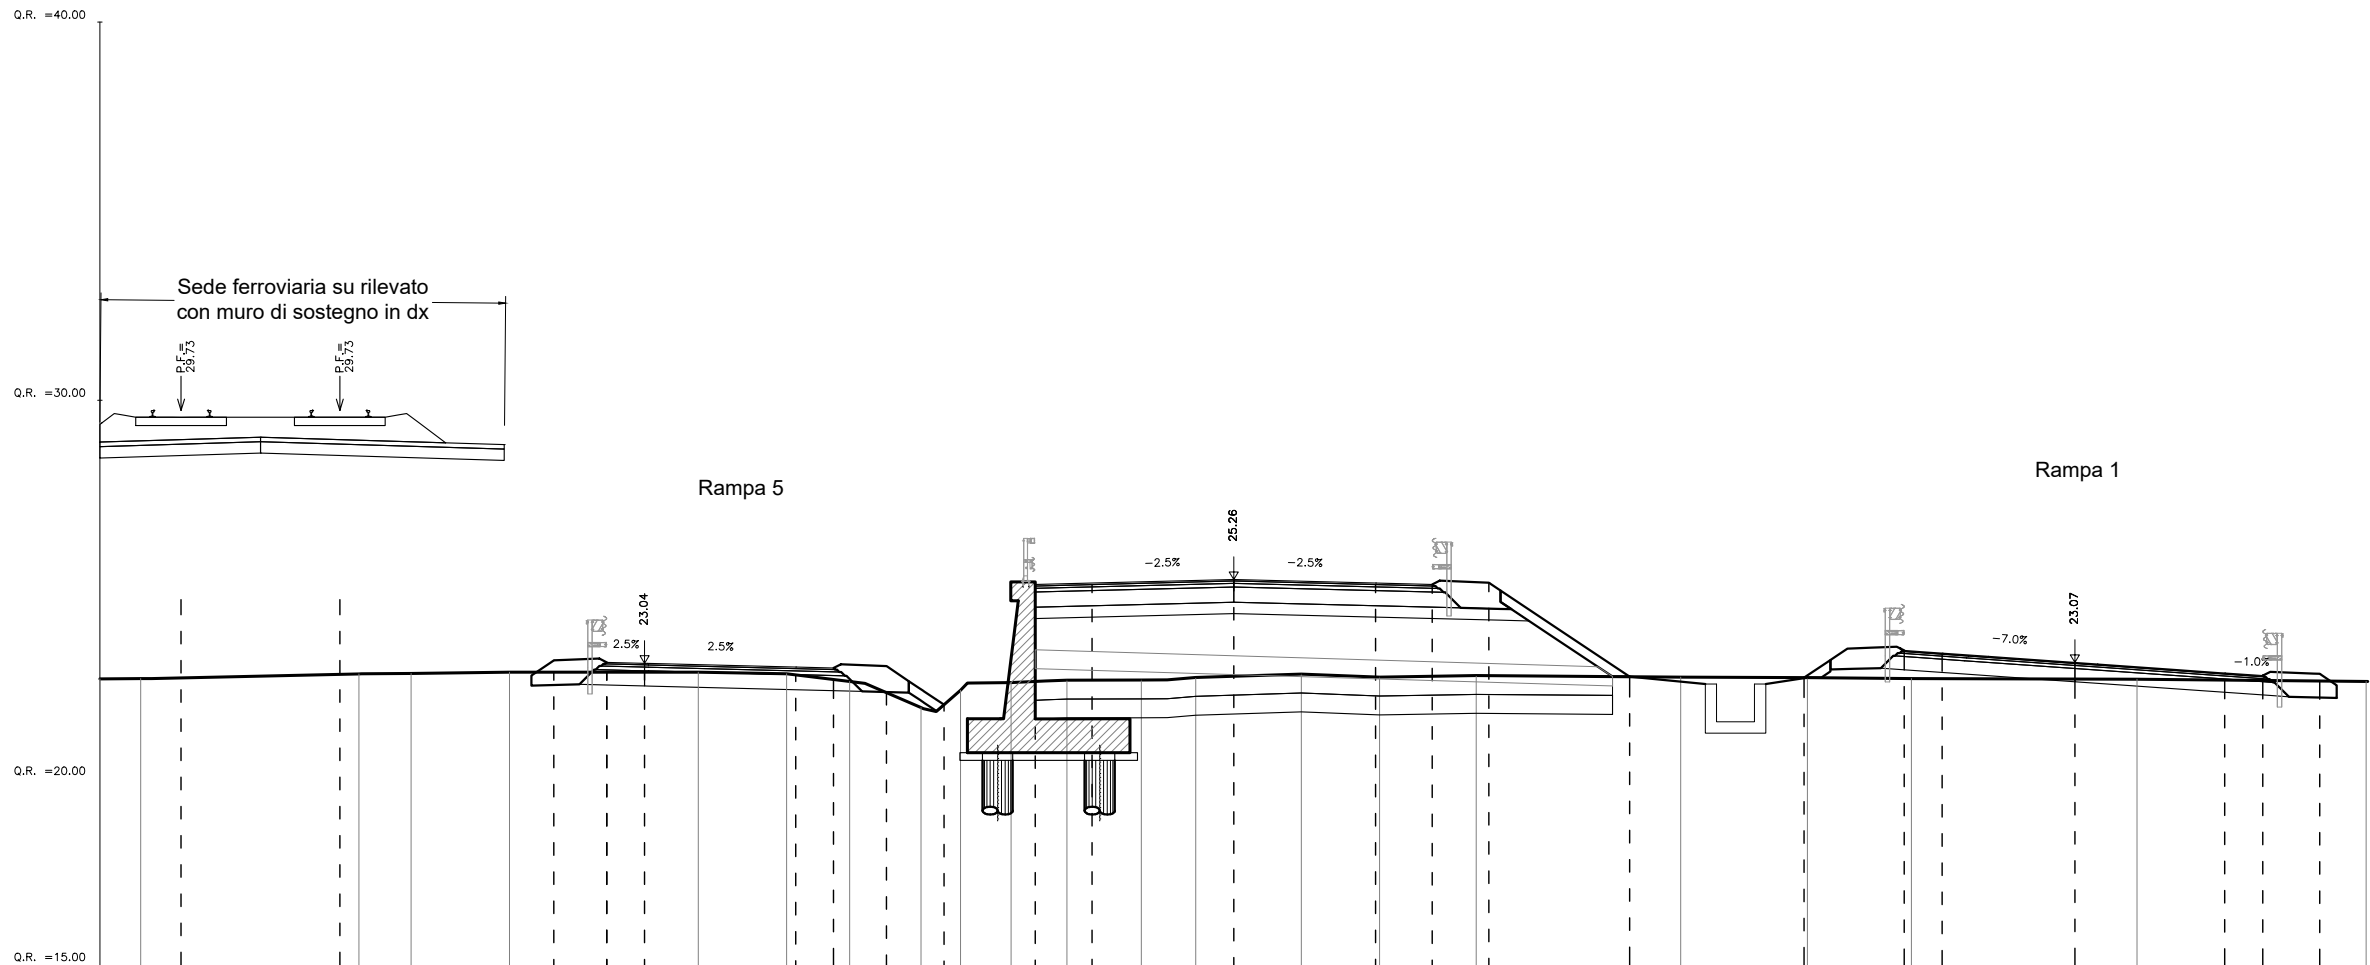 Q.R. =40.00
Sede ferroviaria su rilevato
con muro di sostegno in dx
P.F.=
29.73
P.F.=
29.73
Q.R. =30.00
Rampa 5
Rampa 1
25.26
-2.5%
-2.5%
23.04
2.5%
2.5%
23.07
-7.0%
-1.0%
Q.R. =20.00
Q.R. =15.00